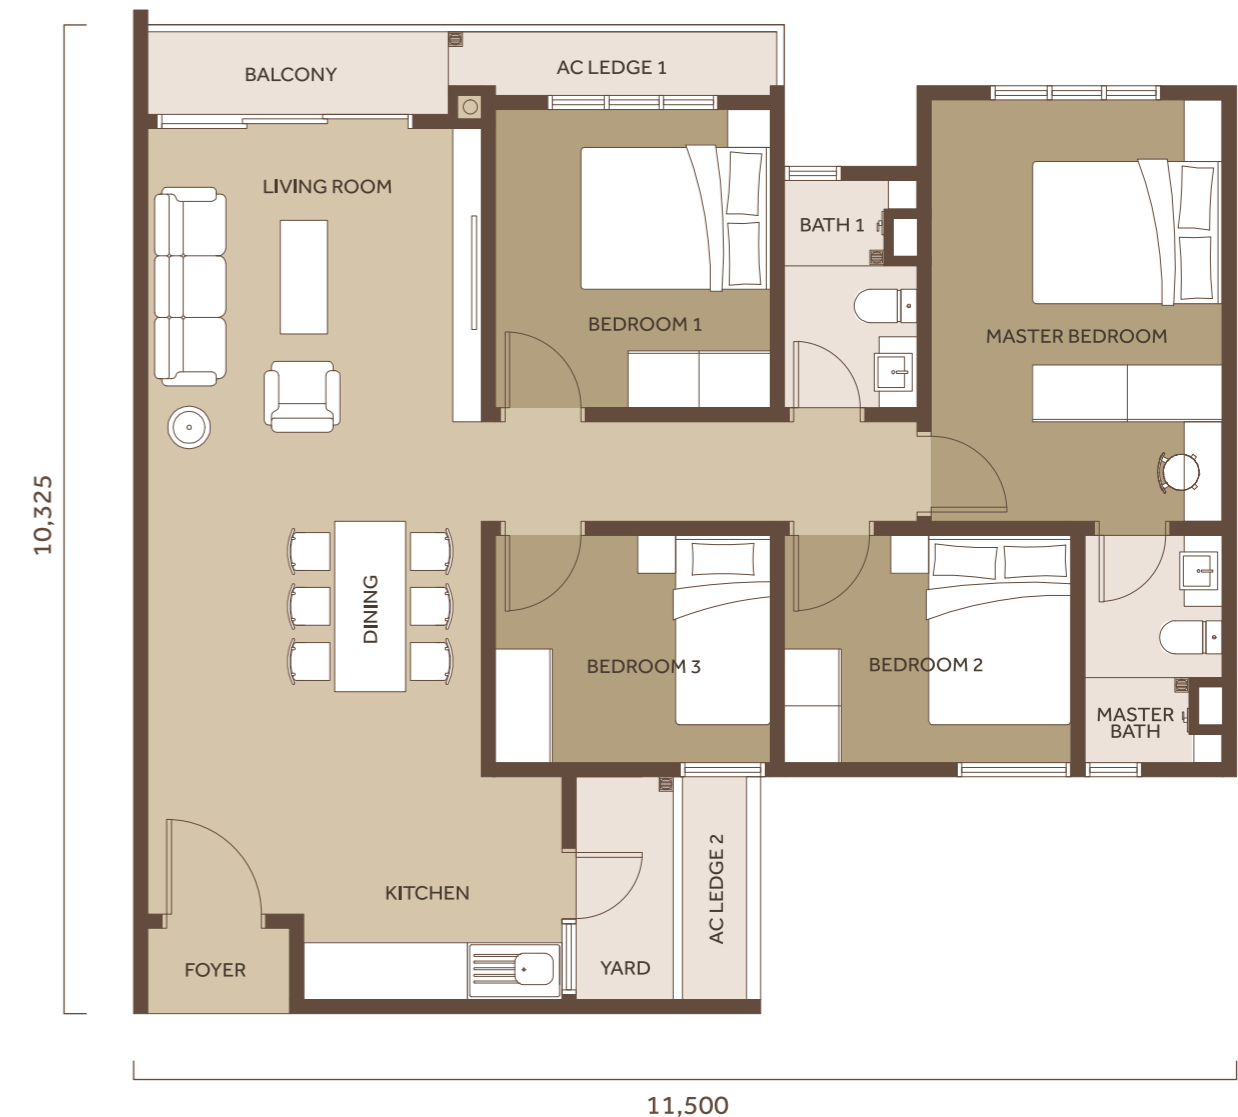 BALCONY
AC LEDGE 1
LIVING ROOM
BATH 1
BEDROOM 1
MASTER BEDROOM
10,325
DINING
BEDROOM 3
BEDROOM 2
MASTER
BATH
KITCHEN
AC LEDGE 2
FOYER
YARD
11,500